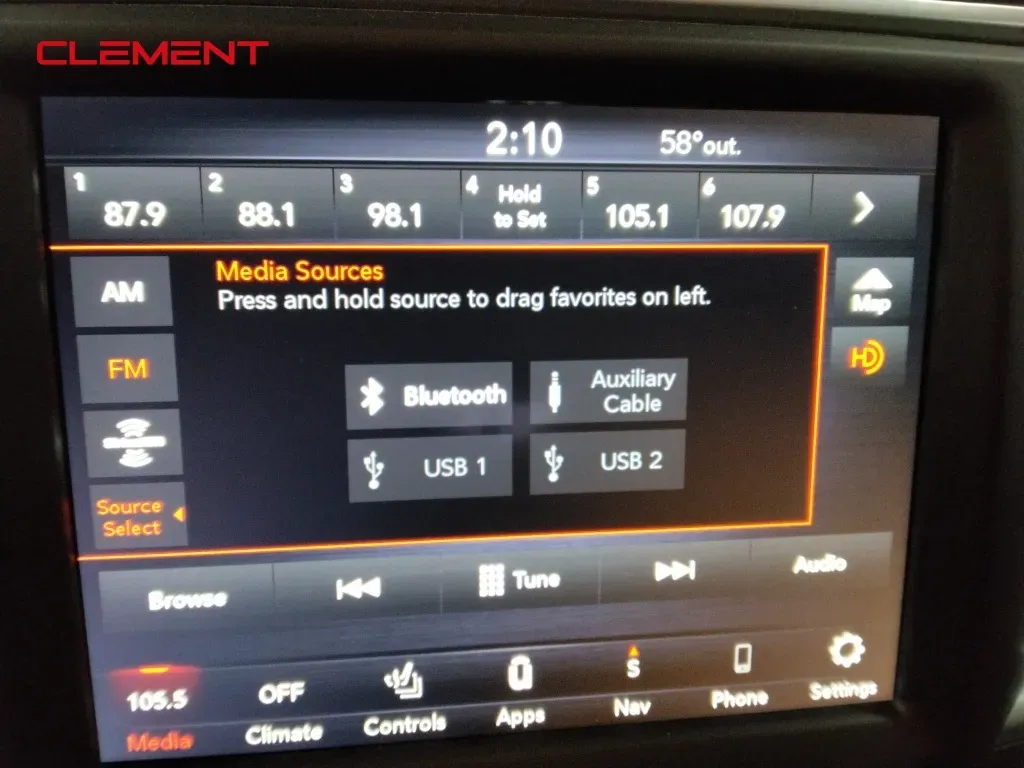 CLEMENT
2:10
58° out.
1 87.9
2 88.1
3 98.1
4 Hold
to Set
5 105.1
6 107.9
AM
FM
Source
Select
Media Sources
Press and hold source to drag favorites on left.
Bluetooth
Auxiliary
Cable
USB 1
USB 2
Map
HD
Browse
Tune
Audio
105.5
Media
OFF
Climate
Controls
Apps
S
Nav
Phone
Settings